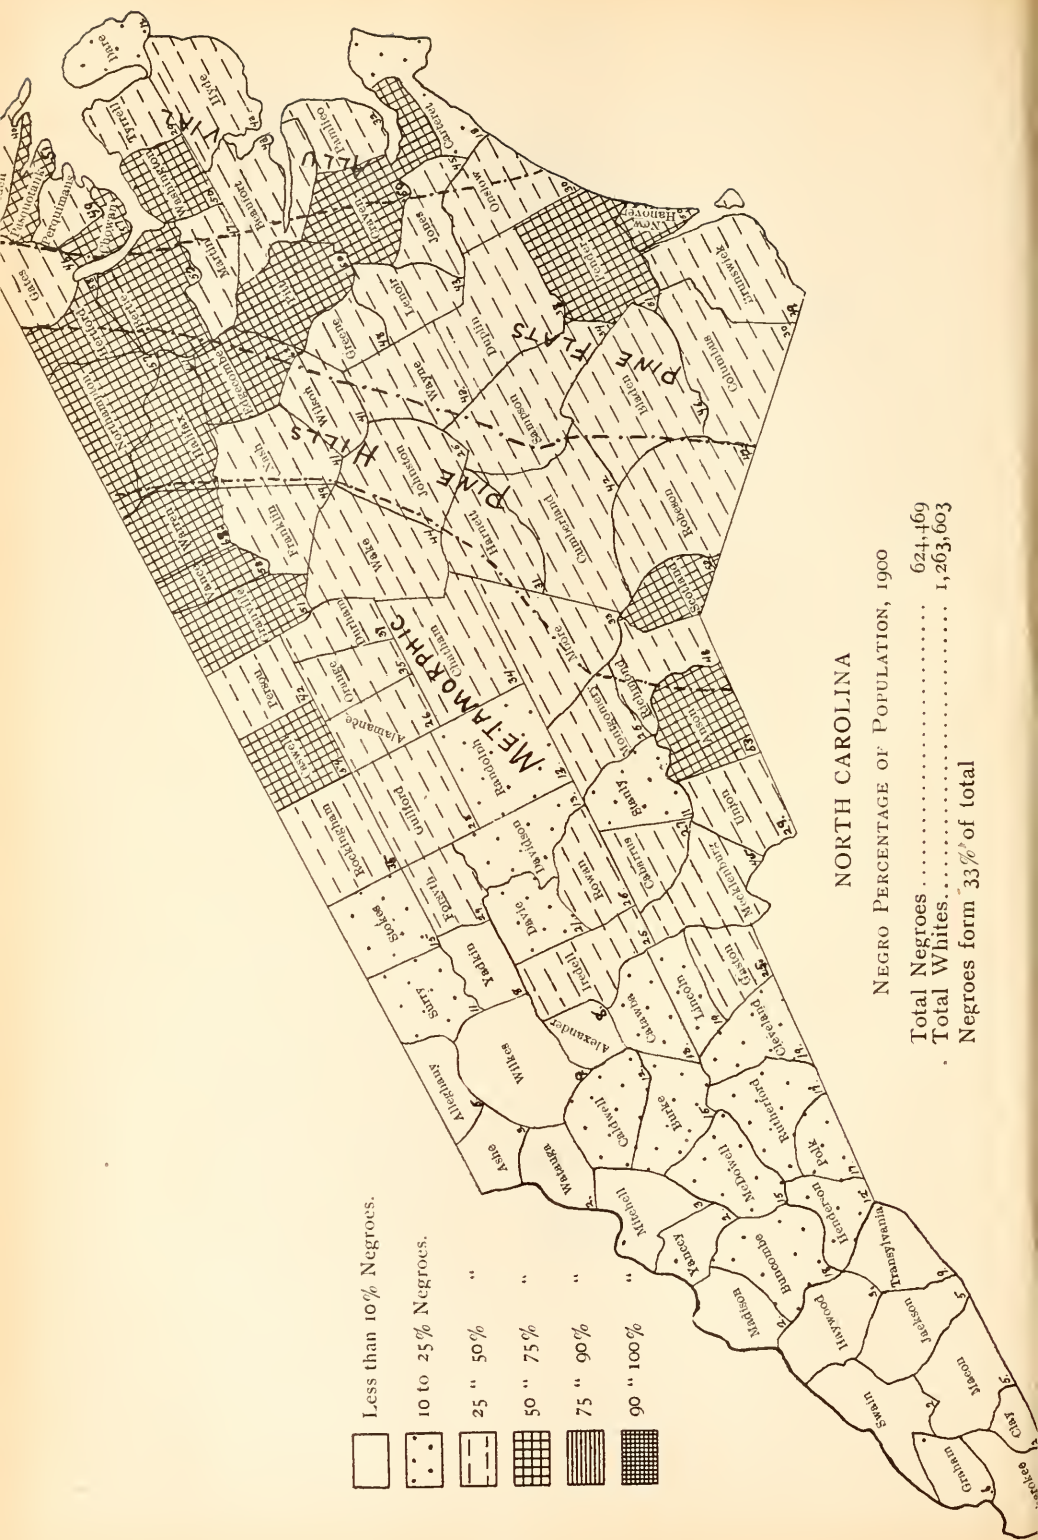 NORTH CAROLINA
NEGRO PERCENTAGE OF POPULATION, 1900
Total Negroes.............................. 624,469
Total Whites.............................. 1,263,603
Negroes form 33% of total
Less than 10% Negroes.
10 to 25% Negroes.
25 " 50% "
50 " 75% "
75 " 90% "
90 " 100% "
METAMORPHIC
PINE
HILLS
PINE
FLATS
ALLU
VIAL
Graham
Clay
Macon
Swain
Jackson
Haywood
Transylvania
Madison
Buncombe
Henderson
Yancey
Mitchell
McDowell
Polk
Rutherford
Watauga
Ashe
Caldwell
Burke
Cleveland
Alleghany
Wilkes
Alexander
Catawba
Lincoln
Gaston
Surry
Yadkin
Iredell
Mecklenburg
Stokes
Forsyth
Davie
Davidson
Rowan
Cabarrus
Stanly
Union
Rockingham
Guilford
Randolph
Montgomery
Richmond
Anson
Caswell
Alamance
Orange
Chatham
Moore
Scotland
Person
Durham
Granville
Vance
Wake
Harnett
Cumberland
Robeson
Warren
Franklin
Nash
Johnston
Sampson
Bladen
Columbus
Brunswick
Northampton
Halifax
Edgecombe
Wilson
Wayne
Greene
Lenoir
Duplin
Pender
New
Hanover
Hertford
Bertie
Martin
Pitt
Craven
Jones
Onslow
Carteret
Gates
Chowan
Perquimans
Pasquotank
Washington
Tyrrell
Dare
Hyde
Beaufort
Pamlico